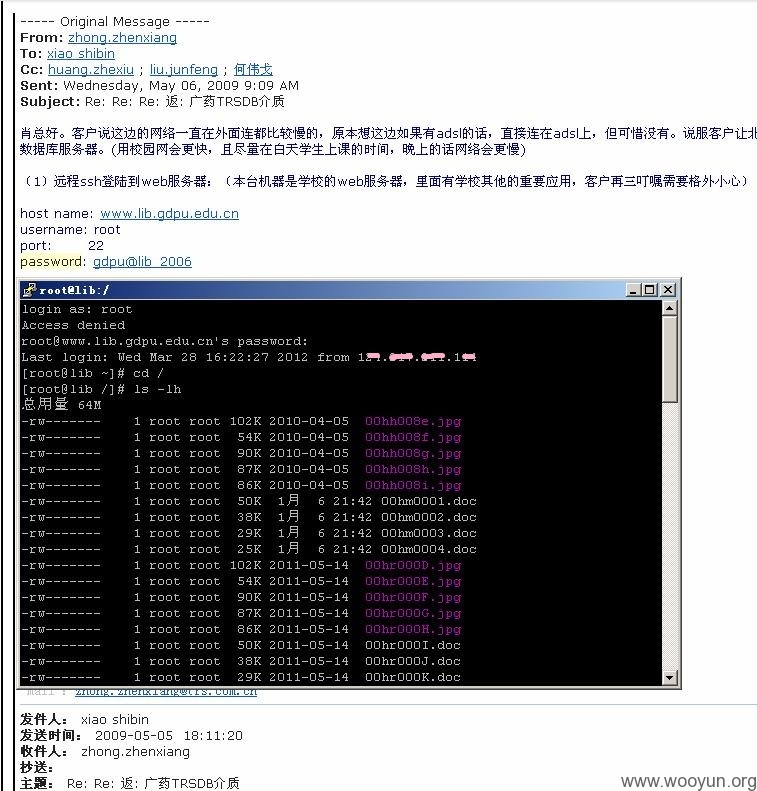 ----- Original Message -----
From: zhong.zhenxiang
To: xiao shibin
Cc: huang.zhexiu ; liu.junfeng ; 何伟戈
Sent: Wednesday, May 06, 2009 9:09 AM
Subject: Re: Re: Re: 返: 广药TRSDB介质
肖总好。客户说这边的网络一直在外面连都比较慢的，原本想这边如果有adsl的话，直接连在adsl上，但可惜没有。说服客户让北
数据库服务器。(用校园网会更快，且尽量在白天学生上课的时间，晚上的话网络会更慢)
（1）远程ssh登陆到web服务器：（本台机器是学校的web服务器，里面有学校其他的重要应用，客户再三叮嘱需要格外小心）
host name: www.lib.gdpu.edu.cn
username: root
port: 22
password: gdpu@lib_2006
root@lib:/
login as: root
Access denied
root@www.lib.gdpu.edu.cn's password:
Last login: Wed Mar 28 16:22:27 2012 from
[root@lib ~]# cd /
[root@lib /]# ls -lh
总用量 64M
-rw------- 1 root root 102K 2010-04-05 00hh008e.jpg
-rw------- 1 root root 54K 2010-04-05 00hh008f.jpg
-rw------- 1 root root 90K 2010-04-05 00hh008g.jpg
-rw------- 1 root root 87K 2010-04-05 00hh008h.jpg
-rw------- 1 root root 86K 2010-04-05 00hh008i.jpg
-rw------- 1 root root 50K 1月 6 21:42 00hm0001.doc
-rw------- 1 root root 38K 1月 6 21:42 00hm0002.doc
-rw------- 1 root root 29K 1月 6 21:42 00hm0003.doc
-rw------- 1 root root 25K 1月 6 21:42 00hm0004.doc
-rw------- 1 root root 102K 2011-05-14 00hr000D.jpg
-rw------- 1 root root 54K 2011-05-14 00hr000E.jpg
-rw------- 1 root root 90K 2011-05-14 00hr000F.jpg
-rw------- 1 root root 87K 2011-05-14 00hr000G.jpg
-rw------- 1 root root 86K 2011-05-14 00hr000H.jpg
-rw------- 1 root root 50K 2011-05-14 00hr000I.doc
-rw------- 1 root root 38K 2011-05-14 00hr000J.doc
-rw------- 1 root root 29K 2011-05-14 00hr000K.doc
mail : zhong.zhenxiang@trs.com.cn
发件人： xiao shibin
发送时间： 2009-05-05 18:11:20
收件人： zhong.zhenxiang
抄送：
主题： Re: Re: 返: 广药TRSDB介质
www.wooyun.org